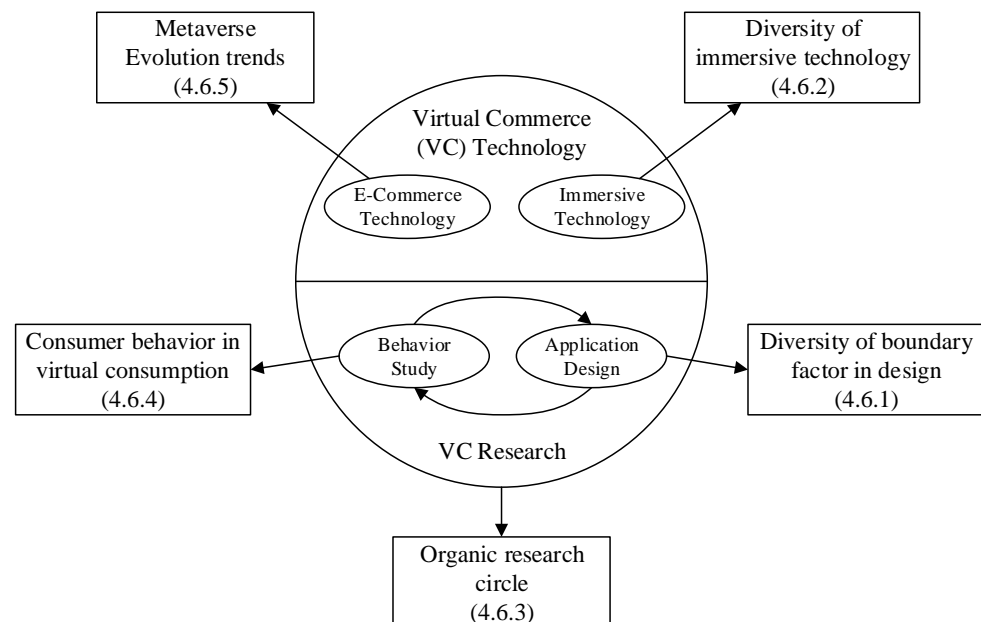 Metaverse
Evolution trends
(4.6.5)
Diversity of
immersive technology
(4.6.2)
Virtual Commerce
(VC) Technology
E-Commerce
Technology
Immersive
Technology
Consumer behavior in
virtual consumption
(4.6.4)
Behavior
Study
Application
Design
Diversity of boundary
factor in design
(4.6.1)
VC Research
Organic research
circle
(4.6.3)